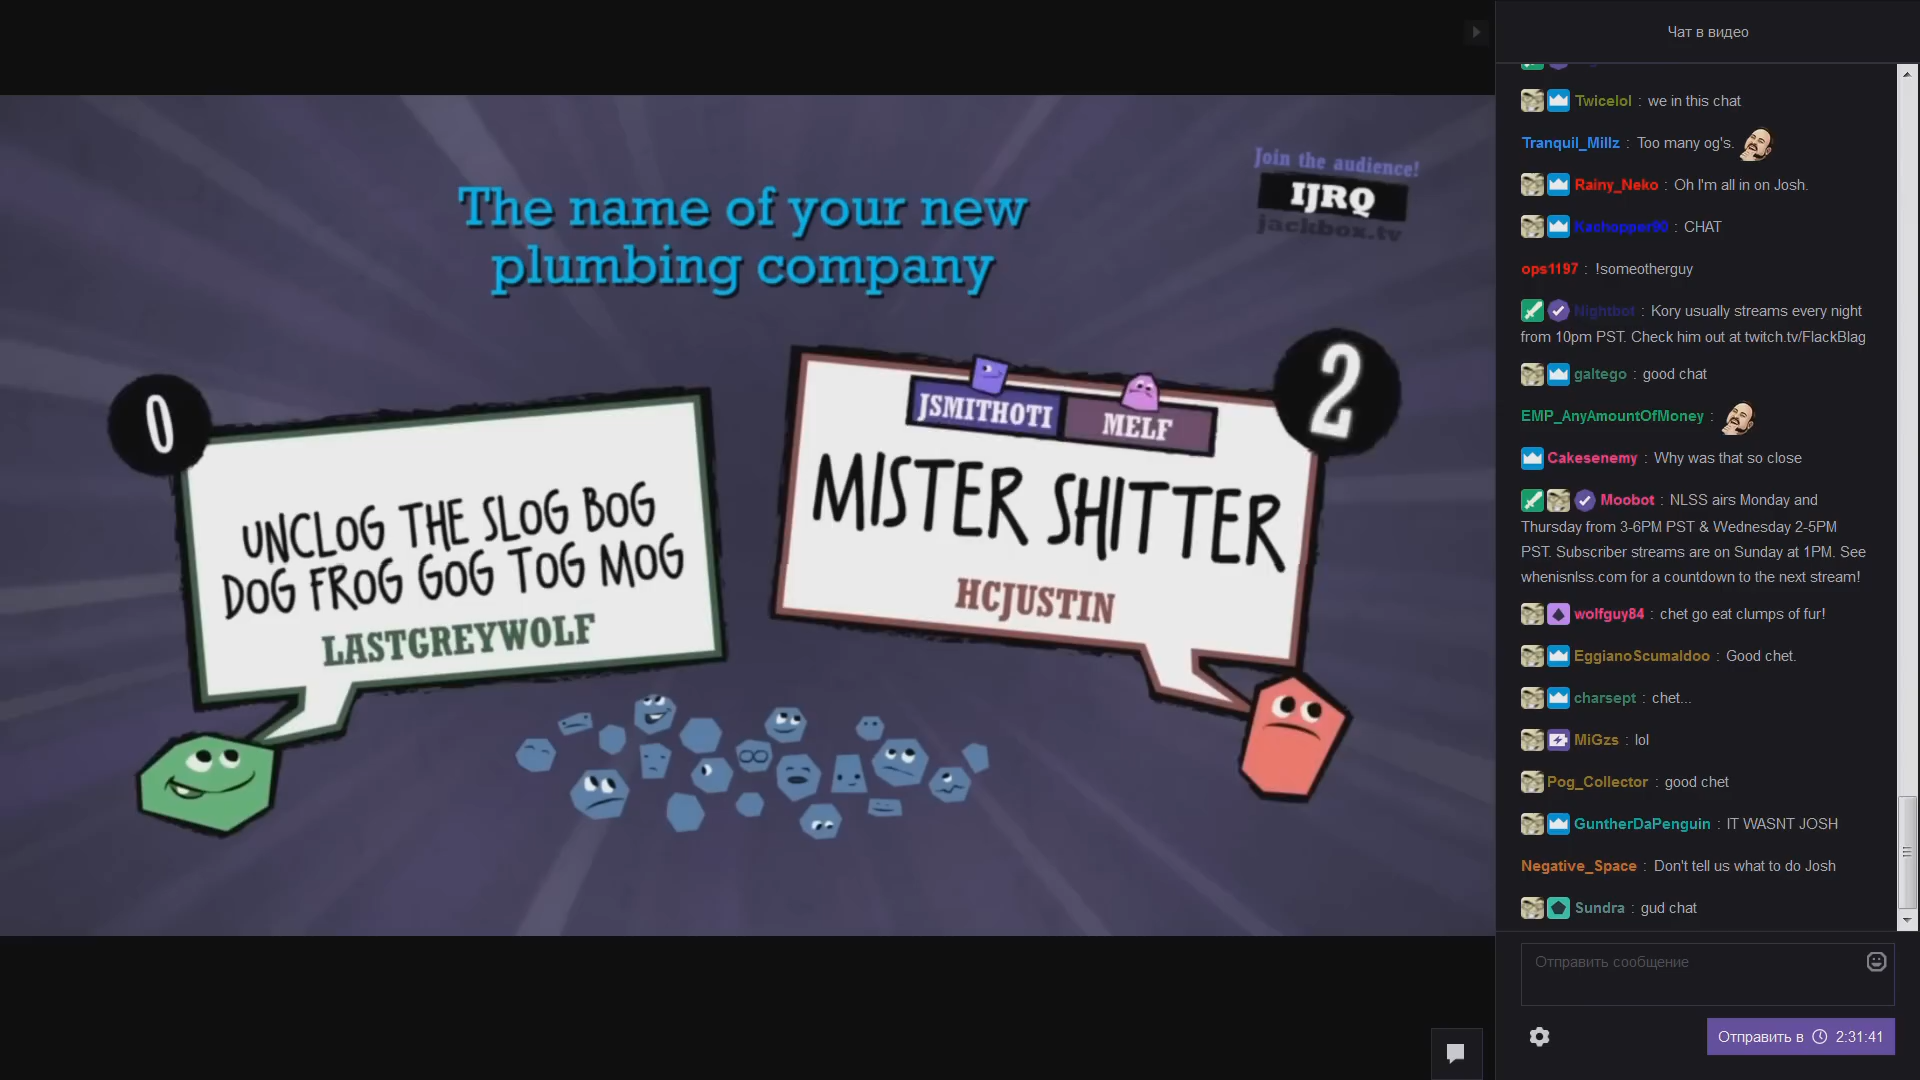 The name of your new
plumbing company
Join the audience!
IJRQ
jackbox.tv
0
UNCLOG THE SLOG BOG
DOG FROG GOG TOG MOG
LASTGREYWOLF
2
JSMITHOTI
MELF
MISTER SHITTER
HCJUSTIN
Чат в видео
Twicelol : we in this chat
Tranquil_Millz : Too many og's.
Rainy_Neko : Oh I'm all in on Josh.
Kachopper90 : CHAT
ops1197 : !someotherguy
Nightbot : Kory usually streams every night
from 10pm PST. Check him out at twitch.tv/FlackBlag
galtego : good chat
EMP_AnyAmountOfMoney :
Cakesenemy : Why was that so close
Moobot : NLSS airs Monday and
Thursday from 3-6PM PST & Wednesday 2-5PM
PST. Subscriber streams are on Sunday at 1PM. See
whenisnlss.com for a countdown to the next stream!
wolfguy84 : chet go eat clumps of fur!
EggianoScumaldoo : Good chet.
charsept : chet...
MiGzs : lol
Pog_Collector : good chet
GuntherDaPenguin : IT WASNT JOSH
Negative_Space : Don't tell us what to do Josh
Sundra : gud chat
Отправить сообщение
Отправить в 2:31:41